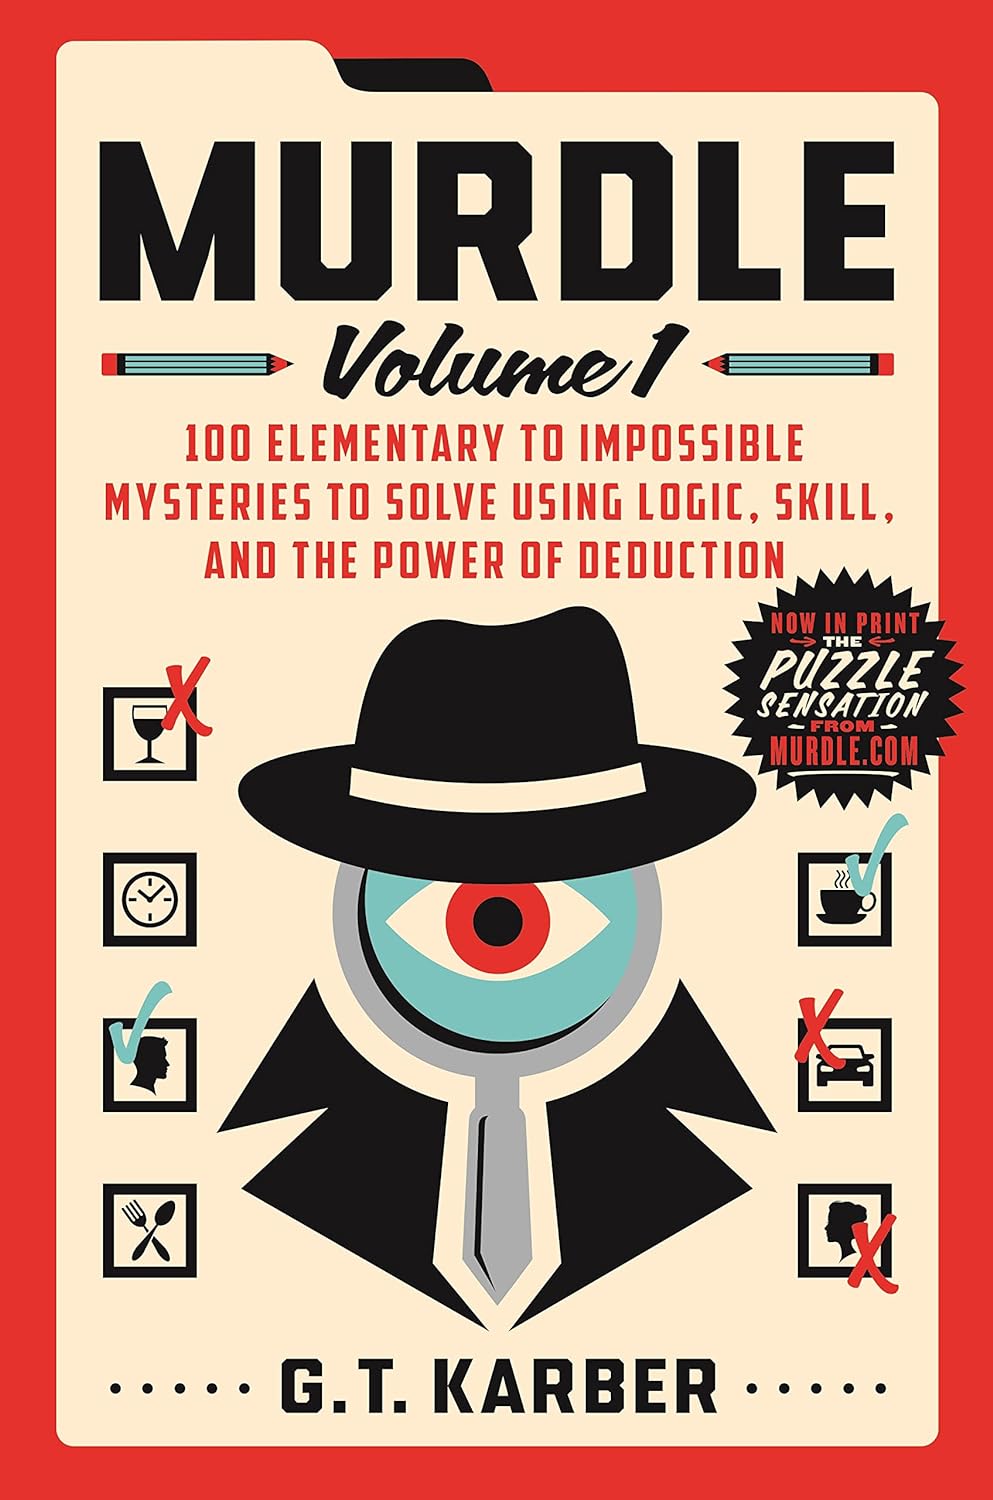 MURDLE
Volume 1
100 ELEMENTARY TO IMPOSSIBLE
MYSTERIES TO SOLVE USING LOGIC, SKILL,
AND THE POWER OF DEDUCTION
NOW IN PRINT
THE
PUZZLE
SENSATION
FROM
MURDLE.COM
G.T. KARBER